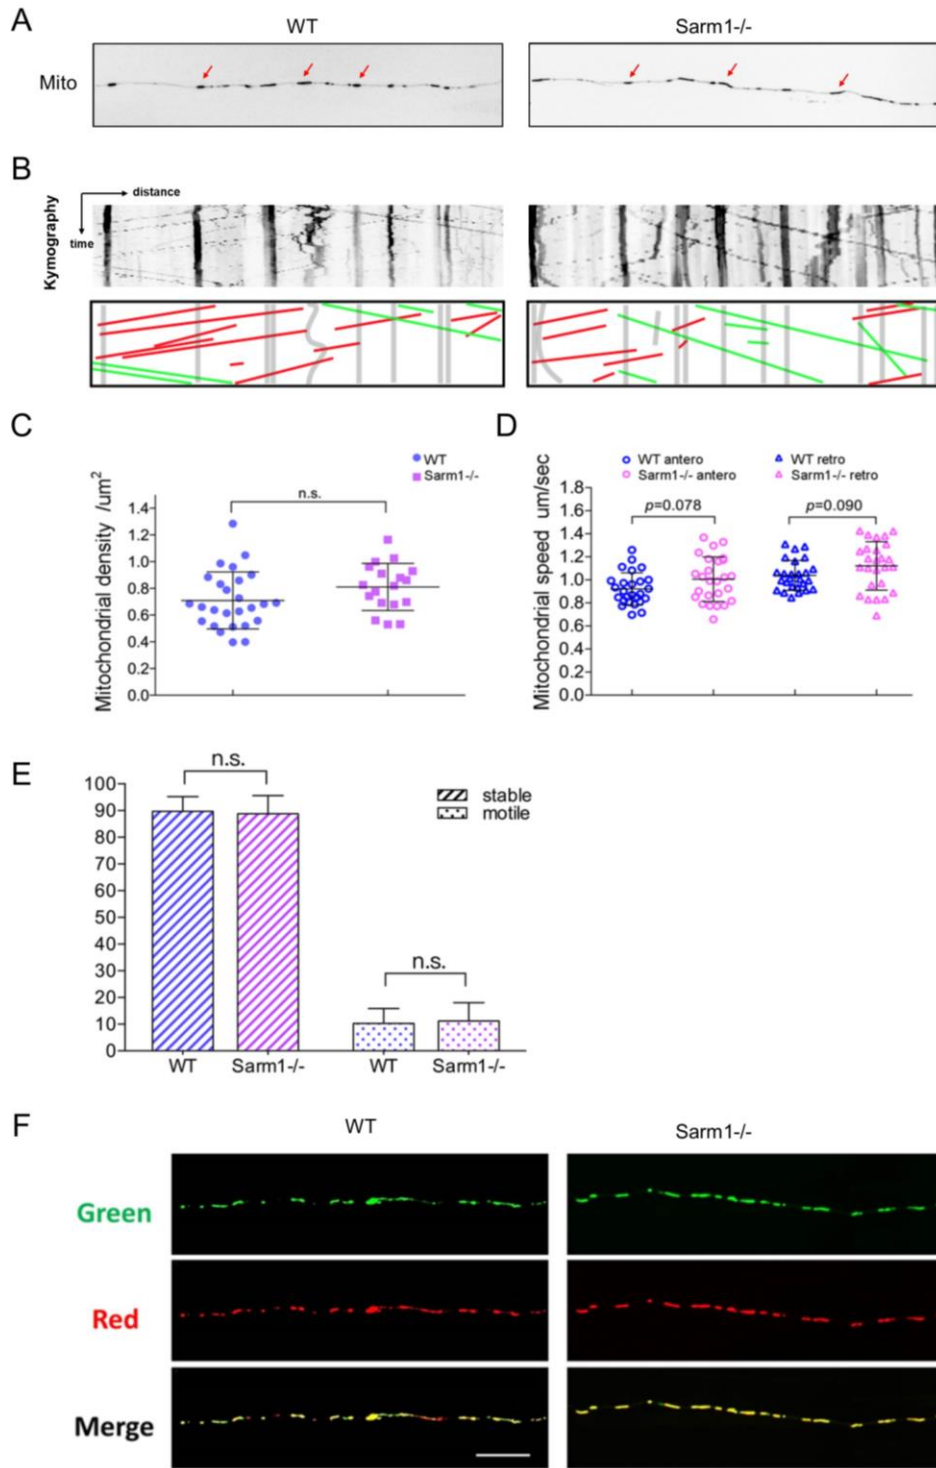 A
WT
Sarm1-/-
Mito
B
distance
time
Kymography
C
D
WT
Sarm1-/-
n.s.
Mitochondrial density /um²
1.4
1.2
1.0
0.8
0.6
0.4
0.2
0.0
WT antero
Sarm1-/- antero
WT retro
Sarm1-/- retro
p=0.078
p=0.090
Mitochondrial speed um/sec
1.8
1.6
1.4
1.2
1.0
0.8
0.6
0.4
0.2
0.0
E
n.s.
stable
motile
n.s.
100
90
80
70
60
50
40
30
20
10
0
WT
Sarm1-/-
WT
Sarm1-/-
F
WT
Sarm1-/-
Green
Red
Merge